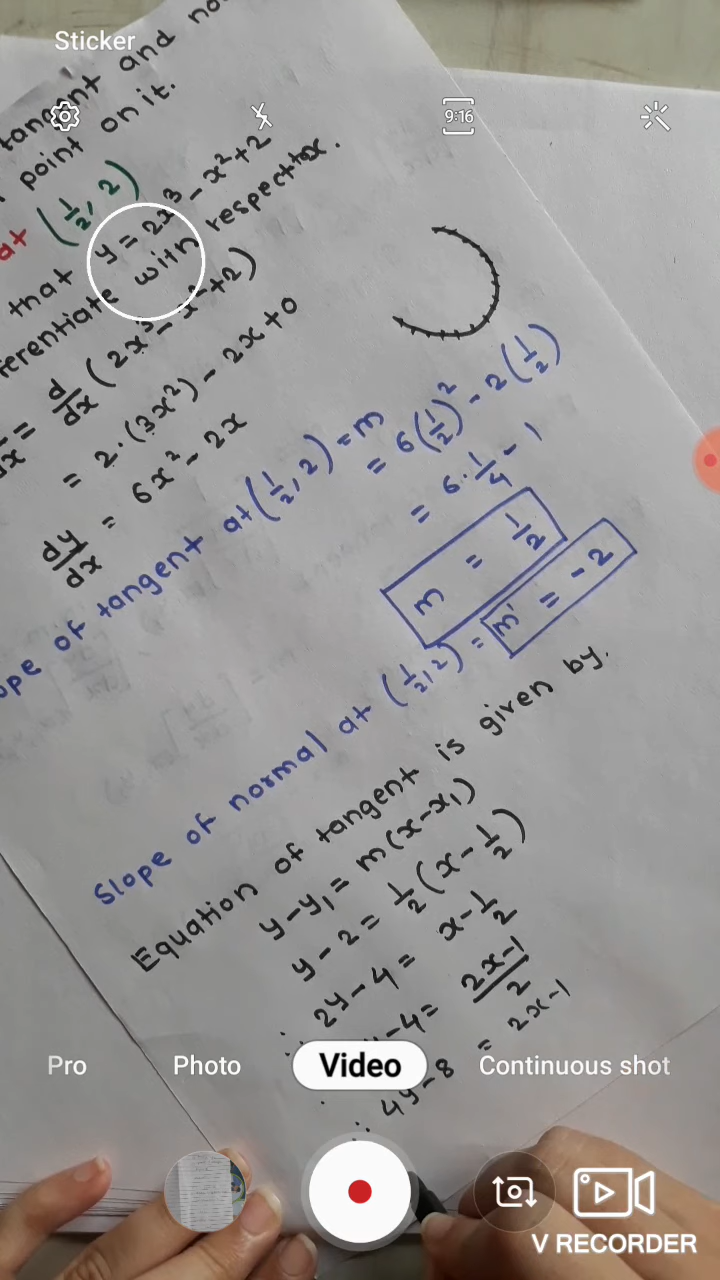 Sticker
9:16
tangent and
point on it.
at (1/2, 2)
that y = 2x³ - x² + 2
with respect to x.
= d/dx (2x³ - x² + 2)
= 2·(3x²) - 2x + 0
dy/dx = 6x² - 2x
of tangent at (1/2, 2) = m
= 6(1/2)² - 2(1/2)
= 6·1/4 - 1
m = 1/2
Slope of normal at (1/2, 2) = m' = -2
Equation of tangent is given by.
y - y₁ = m(x - x₁)
y - 2 = 1/2 (x - 1/2)
∴ 2y - 4 = x - 1/2
- 4 = 2x-1/2
∴ 4y - 8 = 2x - 1
Pro Photo Video Continuous shot
V RECORDER